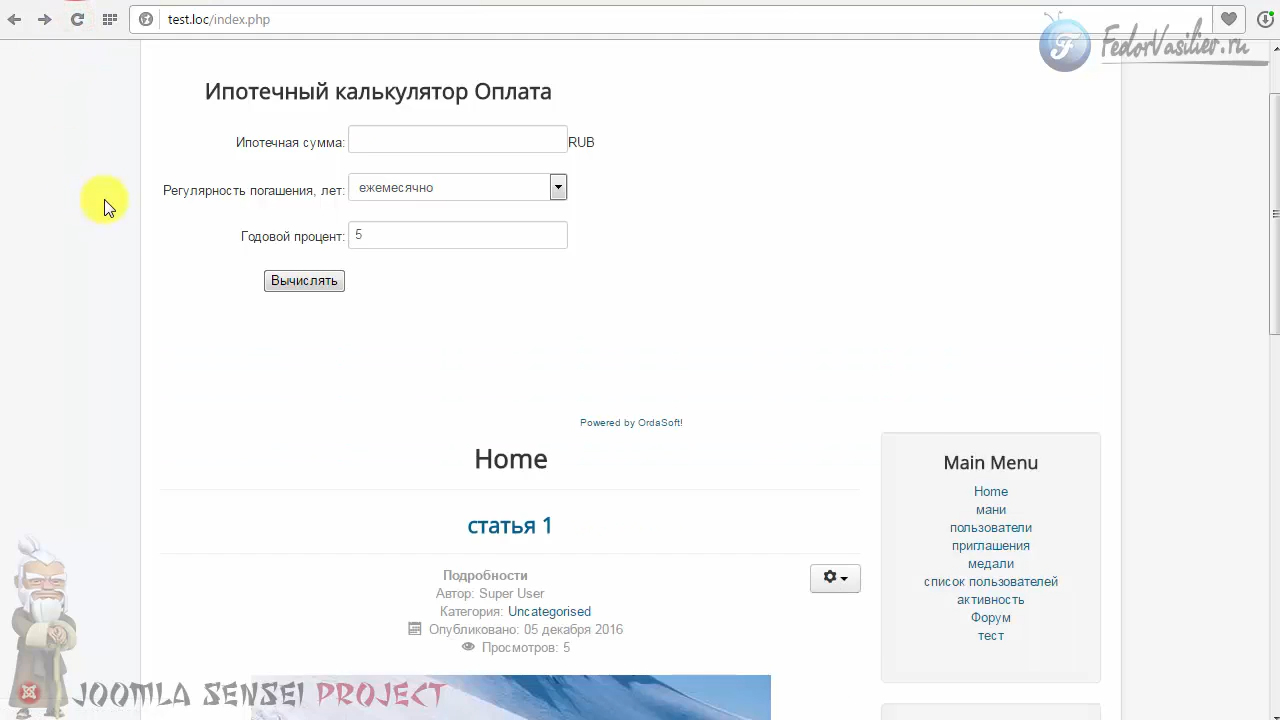 test.loc/index.php
FedorVasiliev.ru
Ипотечный калькулятор Оплата
Ипотечная сумма:
RUB
Регулярность погашения, лет:
ежемесячно
Годовой процент:
5
Вычислять
Powered by OrdaSoft!
Home
статья 1
Подробности
Автор: Super User
Категория: Uncategorised
Опубликовано: 05 декабря 2016
Просмотров: 5
Main Menu
Home
мани
пользователи
приглашения
медали
список пользователей
активность
Форум
тест
JOOMLA SENSEI PROJECT